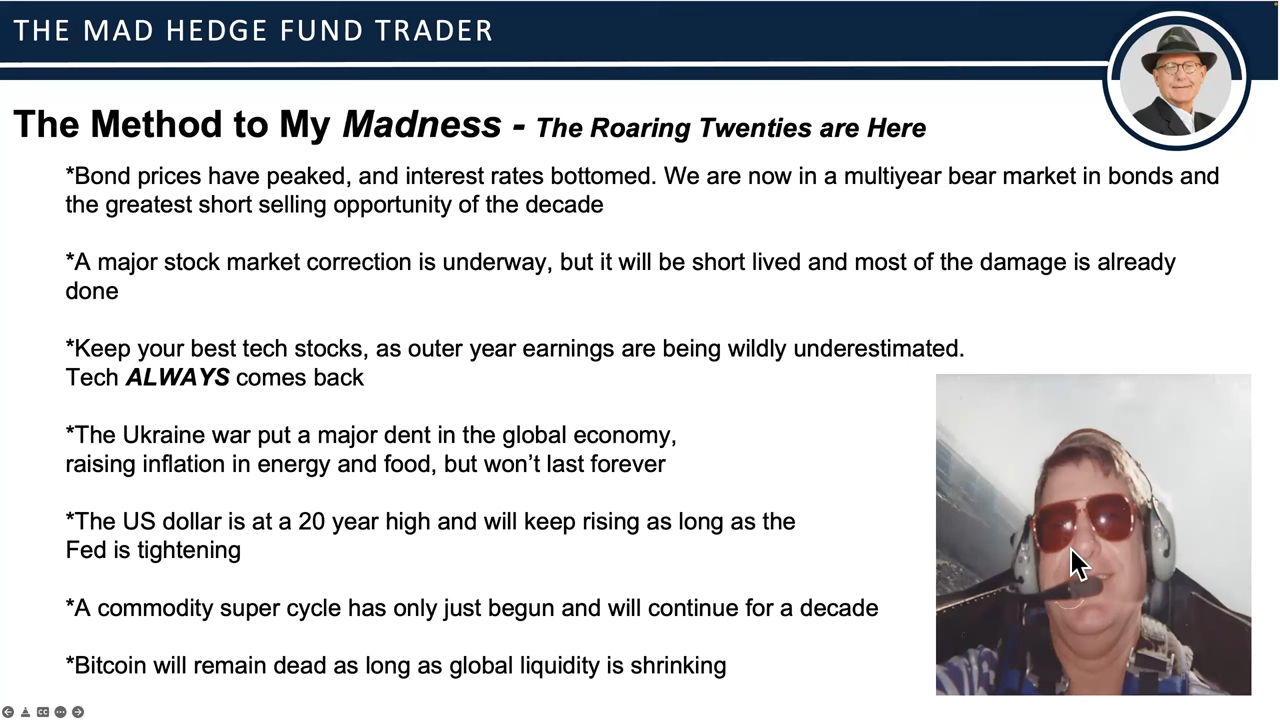 THE MAD HEDGE FUND TRADER
The Method to My Madness - The Roaring Twenties are Here
*Bond prices have peaked, and interest rates bottomed. We are now in a multiyear bear market in bonds and
the greatest short selling opportunity of the decade
*A major stock market correction is underway, but it will be short lived and most of the damage is already
done
*Keep your best tech stocks, as outer year earnings are being wildly underestimated.
Tech ALWAYS comes back
*The Ukraine war put a major dent in the global economy,
raising inflation in energy and food, but won’t last forever
*The US dollar is at a 20 year high and will keep rising as long as the
Fed is tightening
*A commodity super cycle has only just begun and will continue for a decade
*Bitcoin will remain dead as long as global liquidity is shrinking
CC